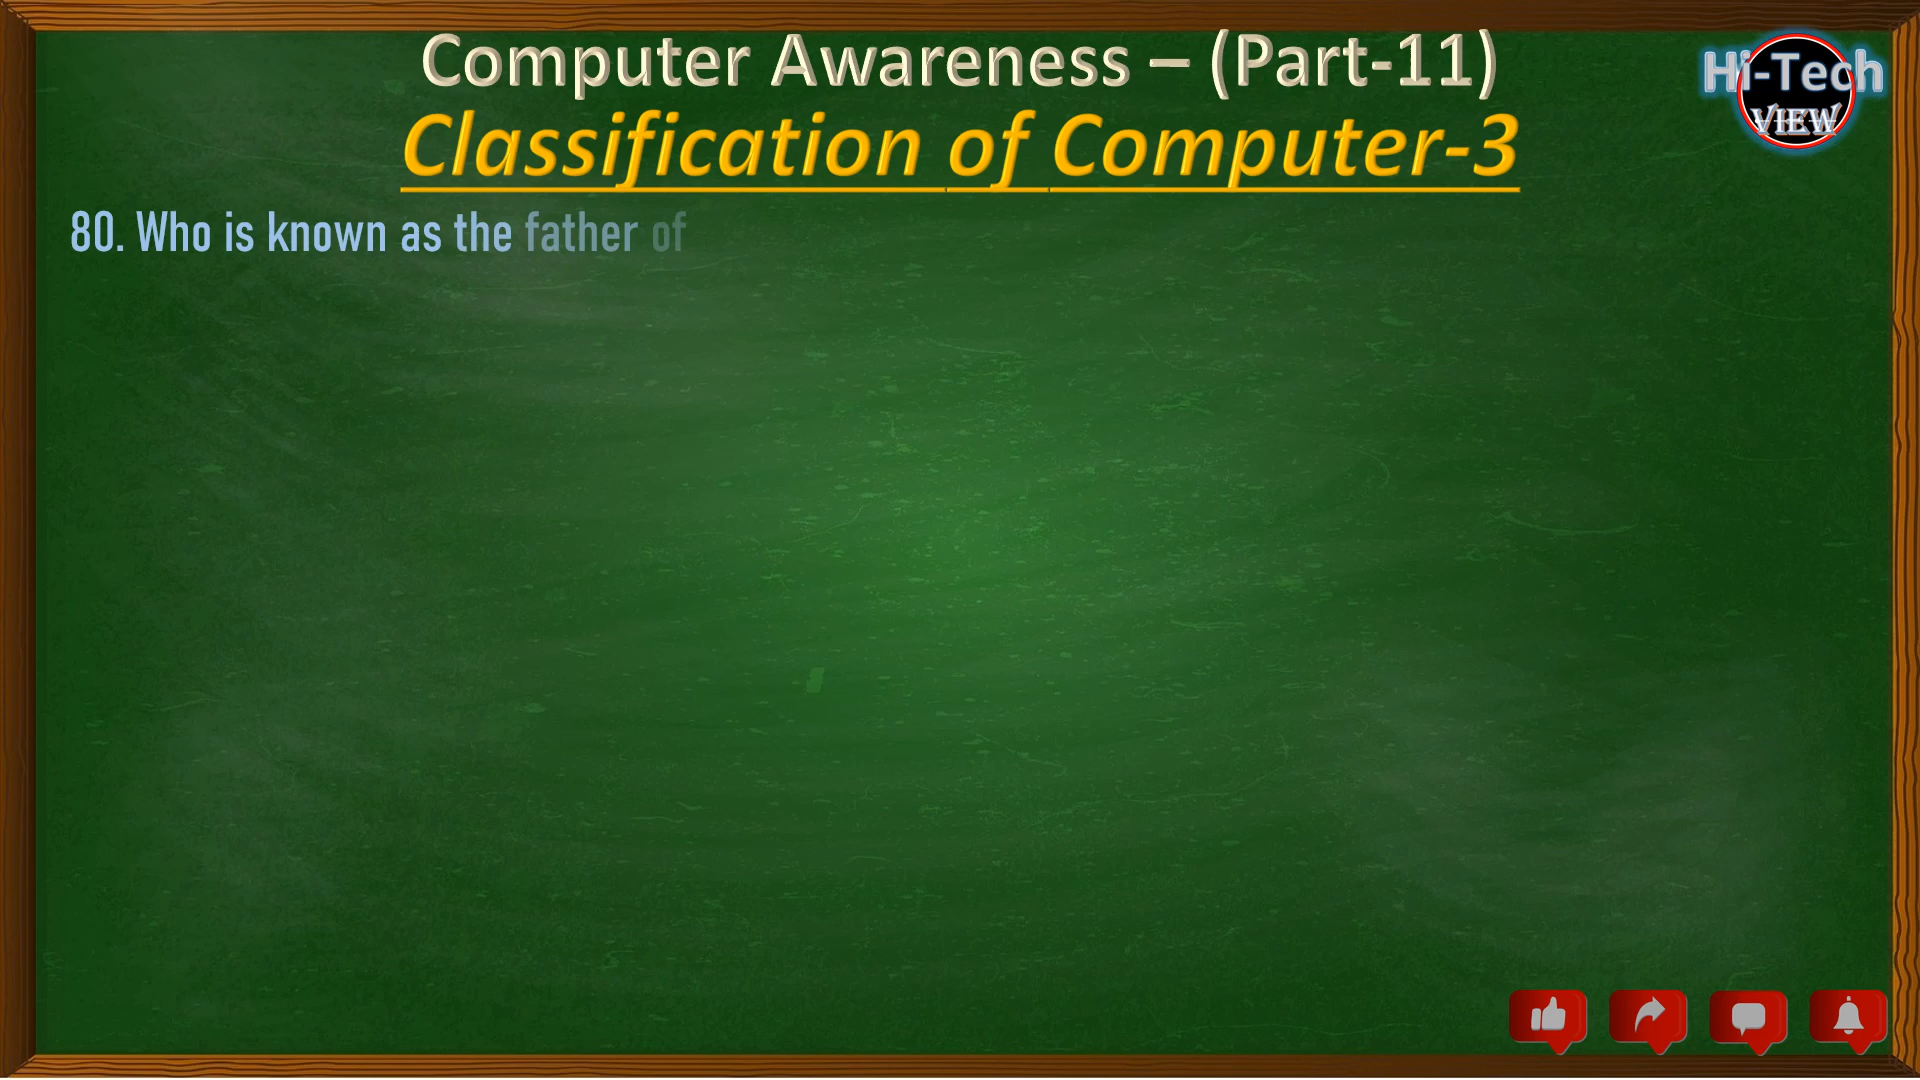 Computer Awareness – (Part-11)
Classification of Computer-3
Hi-Tech
VIEW
80. Who is known as the father of